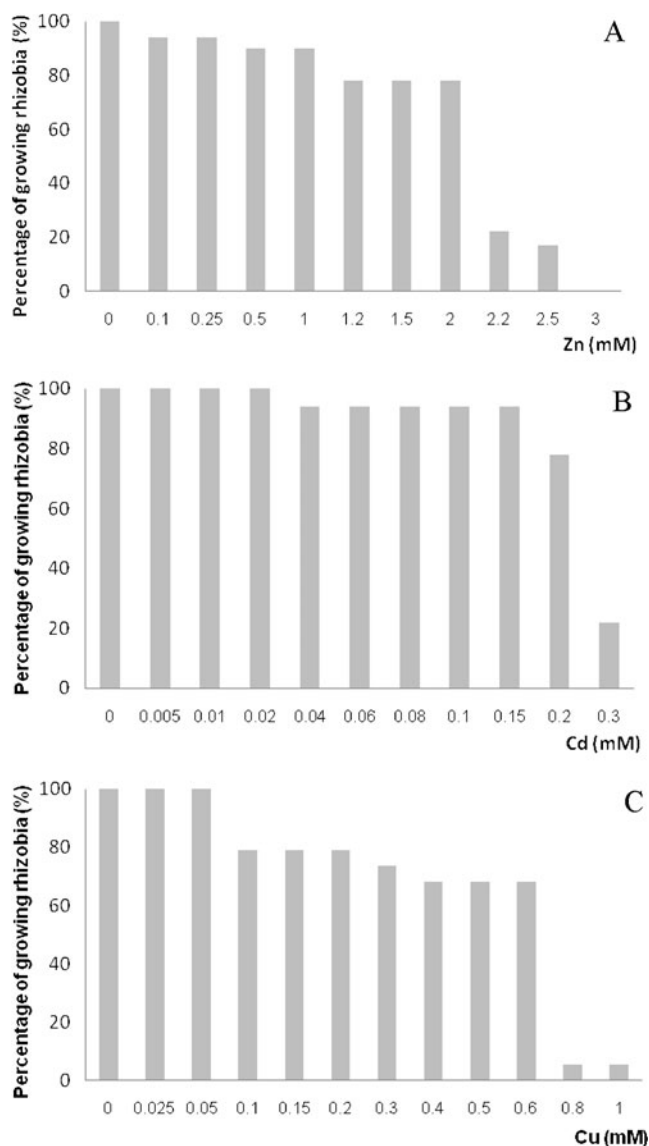 A
Percentage of growing rhizobia (%)
100
80
60
40
20
0
0 0.1 0.25 0.5 1 1.2 1.5 2 2.2 2.5 3
Zn (mM)
B
Percentage of growing rhizobia (%)
100
80
60
40
20
0
0 0.005 0.01 0.02 0.04 0.06 0.08 0.1 0.15 0.2 0.3
Cd (mM)
C
Percentage of growing rhizobia (%)
100
80
60
40
20
0
0 0.025 0.05 0.1 0.15 0.2 0.3 0.4 0.5 0.6 0.8 1
Cu (mM)